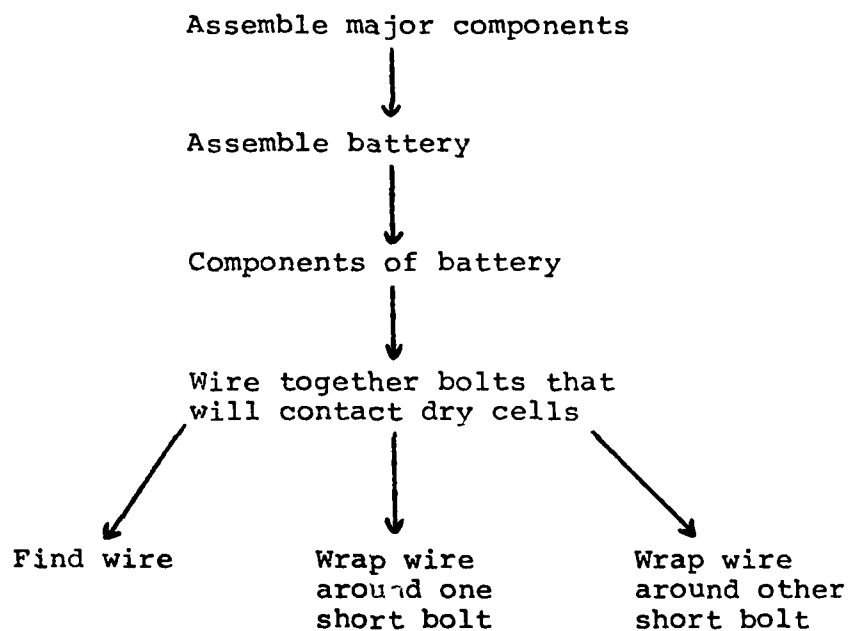 Assemble major components
Assemble battery
Components of battery
Wire together bolts that
will contact dry cells
Find wire
Wrap wire
around one
short bolt
Wrap wire
around other
short bolt